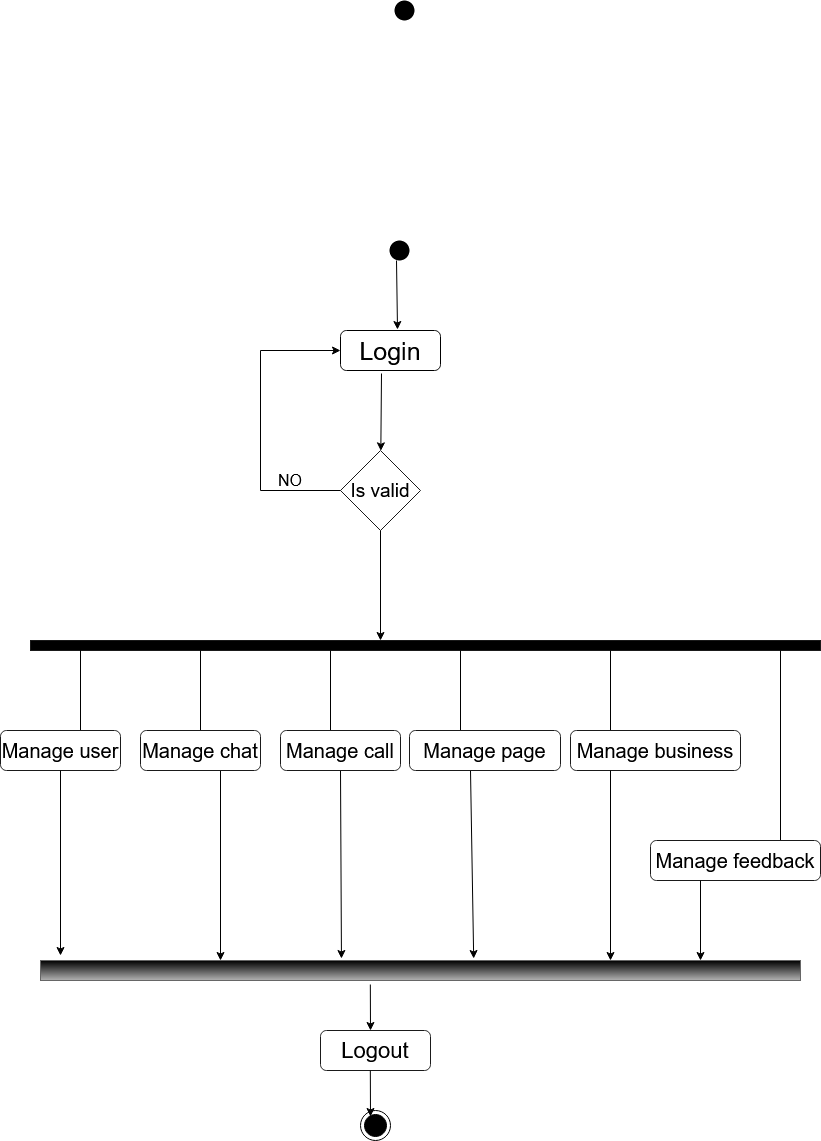 Login
NO
Is valid
Manage user
Manage chat
Manage call
Manage page
Manage business
Manage feedback
Logout